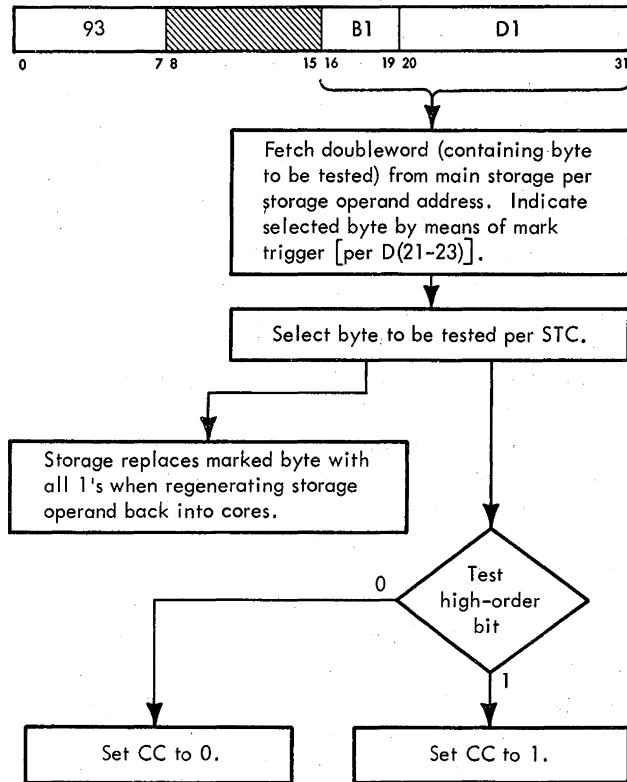 93 B1 D1
0 7 8 15 16 19 20 31
Fetch doubleword (containing byte
to be tested) from main storage per
storage operand address. Indicate
selected byte by means of mark
trigger [per D(21-23)].
Select byte to be tested per STC.
Storage replaces marked byte with
all 1's when regenerating storage
operand back into cores.
0
Test
high-order
bit
1
Set CC to 0.
Set CC to 1.